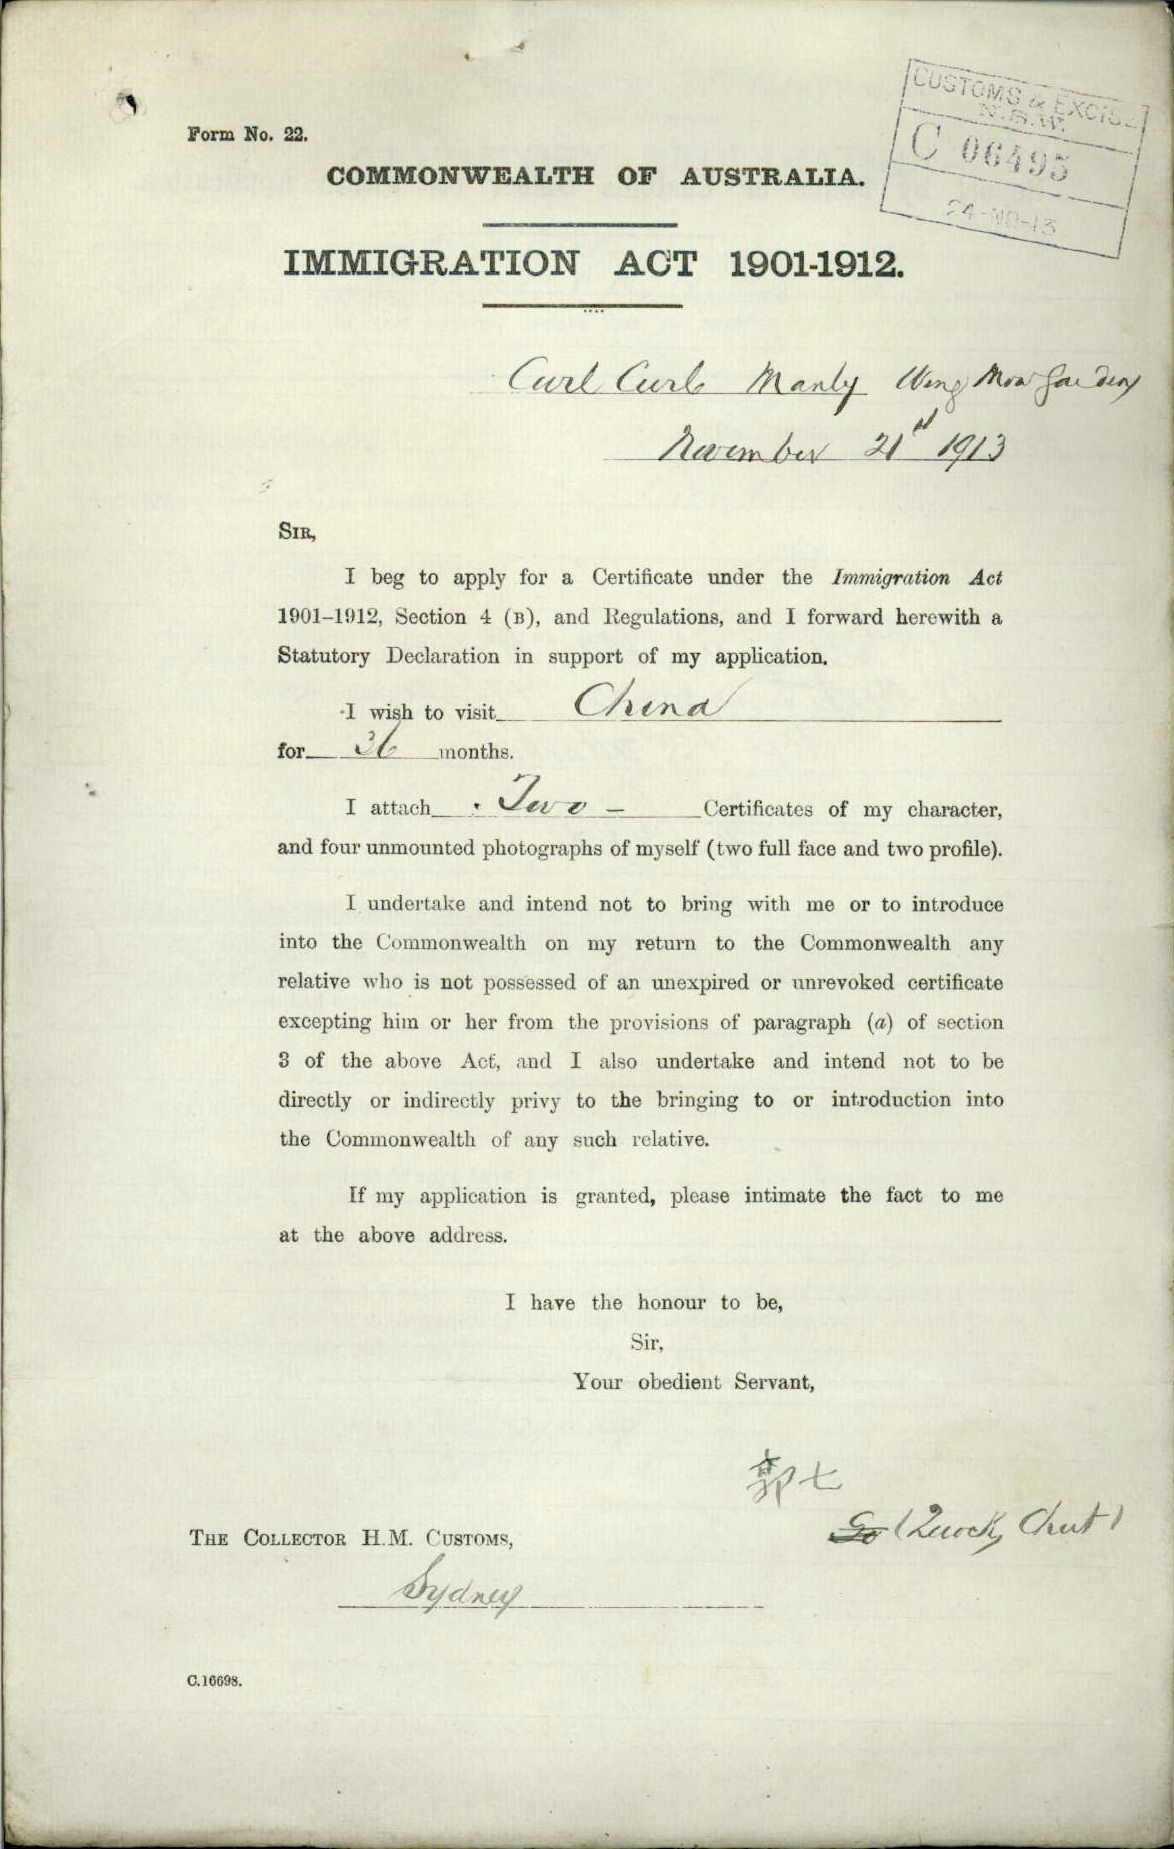 Form No. 22.
CUSTOMS & EXCISE
N.S.W.
C 06495
24-NO-13
COMMONWEALTH OF AUSTRALIA.
IMMIGRATION ACT 1901-1912.
Curl Curl Manly Wing Mow Garden
November 21st 1913
SIR,
I beg to apply for a Certificate under the Immigration Act
1901–1912, Section 4 (B), and Regulations, and I forward herewith a
Statutory Declaration in support of my application.
I wish to visit China
for 36 months.
I attach Two - Certificates of my character,
and four unmounted photographs of myself (two full face and two profile).
I undertake and intend not to bring with me or to introduce
into the Commonwealth on my return to the Commonwealth any
relative who is not possessed of an unexpired or unrevoked certificate
excepting him or her from the provisions of paragraph (a) of section
3 of the above Act, and I also undertake and intend not to be
directly or indirectly privy to the bringing to or introduction into
the Commonwealth of any such relative.
If my application is granted, please intimate the fact to me
at the above address.
I have the honour to be,
Sir,
Your obedient Servant,
郭七
(Quock Chut)
THE COLLECTOR H.M. CUSTOMS,
Sydney
C.16698.